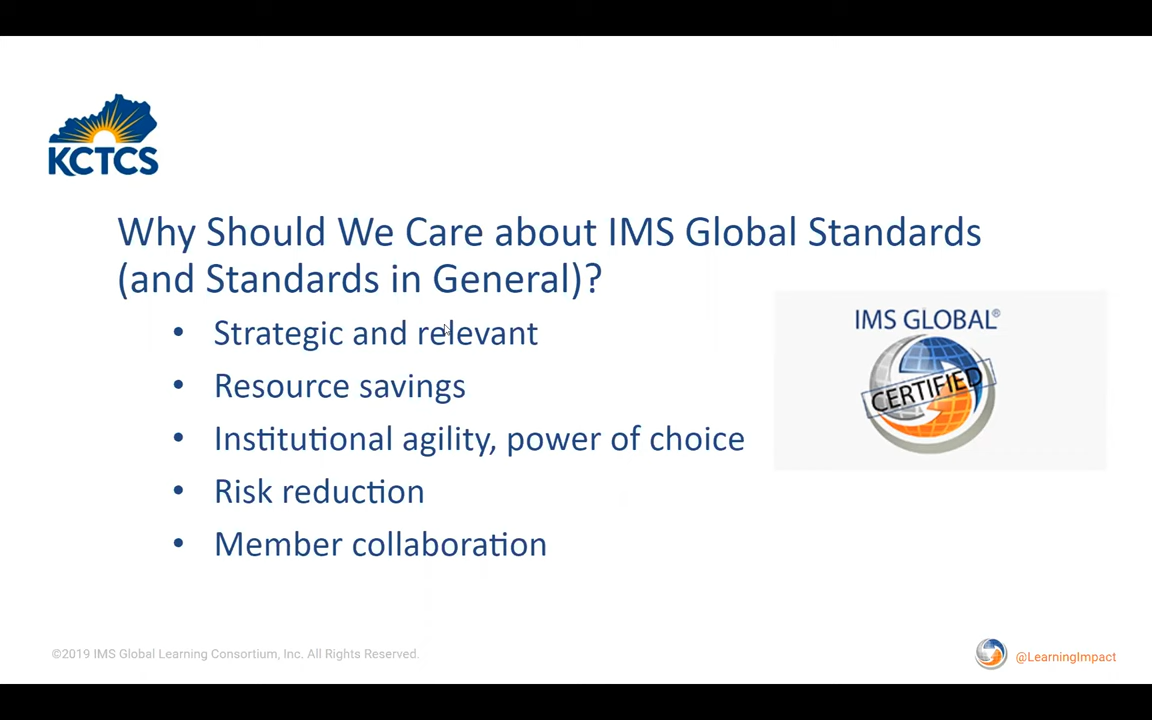 KCTCS
Why Should We Care about IMS Global Standards
(and Standards in General)?
• Strategic and relevant
• Resource savings
• Institutional agility, power of choice
• Risk reduction
• Member collaboration
IMS GLOBAL®
CERTIFIED
©2019 IMS Global Learning Consortium, Inc. All Rights Reserved.
@LearningImpact